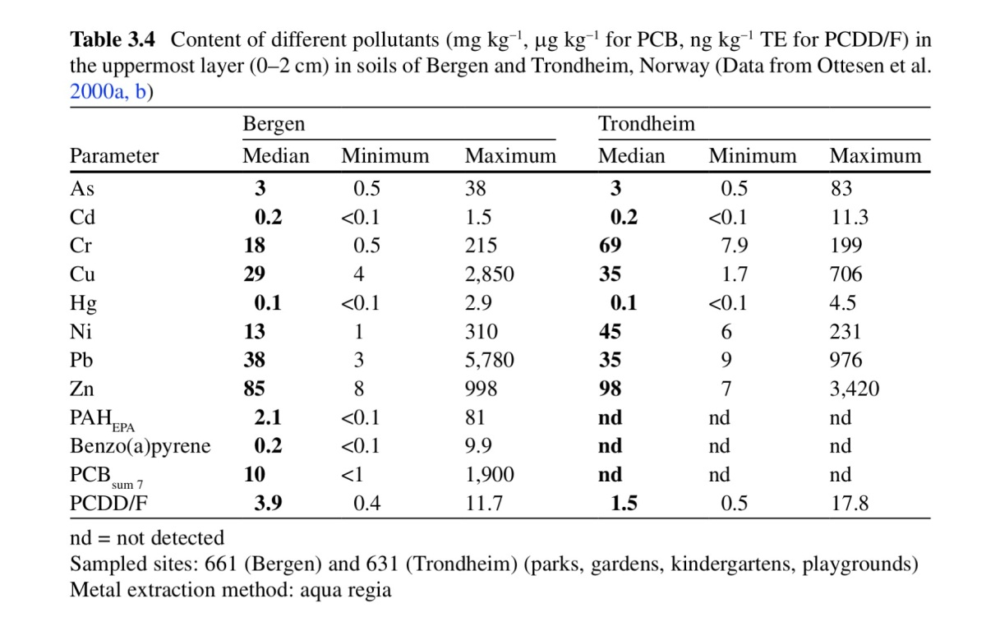 Table 3.4 Content of different pollutants (mg kg⁻¹, μg kg⁻¹ for PCB, ng kg⁻¹ TE for PCDD/F) in
the uppermost layer (0–2 cm) in soils of Bergen and Trondheim, Norway (Data from Ottesen et al.
2000a, b)
Bergen Trondheim
Parameter Median Minimum Maximum Median Minimum Maximum
As 3 0.5 38 3 0.5 83
Cd 0.2 <0.1 1.5 0.2 <0.1 11.3
Cr 18 0.5 215 69 7.9 199
Cu 29 4 2,850 35 1.7 706
Hg 0.1 <0.1 2.9 0.1 <0.1 4.5
Ni 13 1 310 45 6 231
Pb 38 3 5,780 35 9 976
Zn 85 8 998 98 7 3,420
PAH EPA 2.1 <0.1 81 nd nd nd
Benzo(a)pyrene 0.2 <0.1 9.9 nd nd nd
PCB sum 7 10 <1 1,900 nd nd nd
PCDD/F 3.9 0.4 11.7 1.5 0.5 17.8
nd = not detected
Sampled sites: 661 (Bergen) and 631 (Trondheim) (parks, gardens, kindergartens, playgrounds)
Metal extraction method: aqua regia